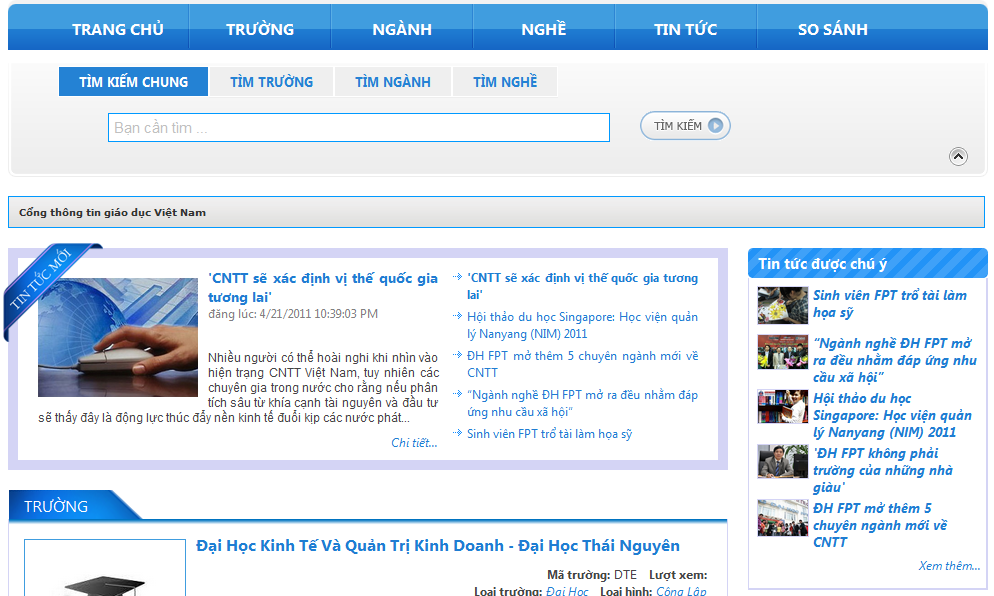 TRANG CHỦ TRƯỜNG NGÀNH NGHỀ TIN TỨC SO SÁNH
TÌM KIẾM CHUNG TÌM TRƯỜNG TÌM NGÀNH TÌM NGHỀ
Bạn cần tìm ... TÌM KIẾM
Cổng thông tin giáo dục Việt Nam
TIN TỨC MỚI
'CNTT sẽ xác định vị thế quốc gia
tương lai'
đăng lúc: 4/21/2011 10:39:03 PM
Nhiều người có thể hoài nghi khi nhìn vào
hiện trạng CNTT Việt Nam, tuy nhiên các
chuyên gia trong nước cho rằng nếu phân
tích sâu từ khía cạnh tài nguyên và đầu tư
sẽ thấy đây là động lực thúc đẩy nền kinh tế đuổi kịp các nước phát...
Chi tiết...
'CNTT sẽ xác định vị thế quốc gia tương
lai'
Hội thảo du học Singapore: Học viện quản
lý Nanyang (NIM) 2011
ĐH FPT mở thêm 5 chuyên ngành mới về
CNTT
“Ngành nghề ĐH FPT mở ra đều nhằm đáp
ứng nhu cầu xã hội”
Sinh viên FPT trổ tài làm họa sỹ
Tin tức được chú ý
Sinh viên FPT trổ tài làm
họa sỹ
“Ngành nghề ĐH FPT mở
ra đều nhằm đáp ứng nhu
cầu xã hội”
Hội thảo du học
Singapore: Học viện quản
lý Nanyang (NIM) 2011
'ĐH FPT không phải
trường của những nhà
giàu'
ĐH FPT mở thêm 5
chuyên ngành mới về
CNTT
Xem thêm...
TRƯỜNG
Đại Học Kinh Tế Và Quản Trị Kinh Doanh - Đại Học Thái Nguyên
Mã trường: DTE Lượt xem:
Loại trường: Đại Học Loại hình: Công Lập